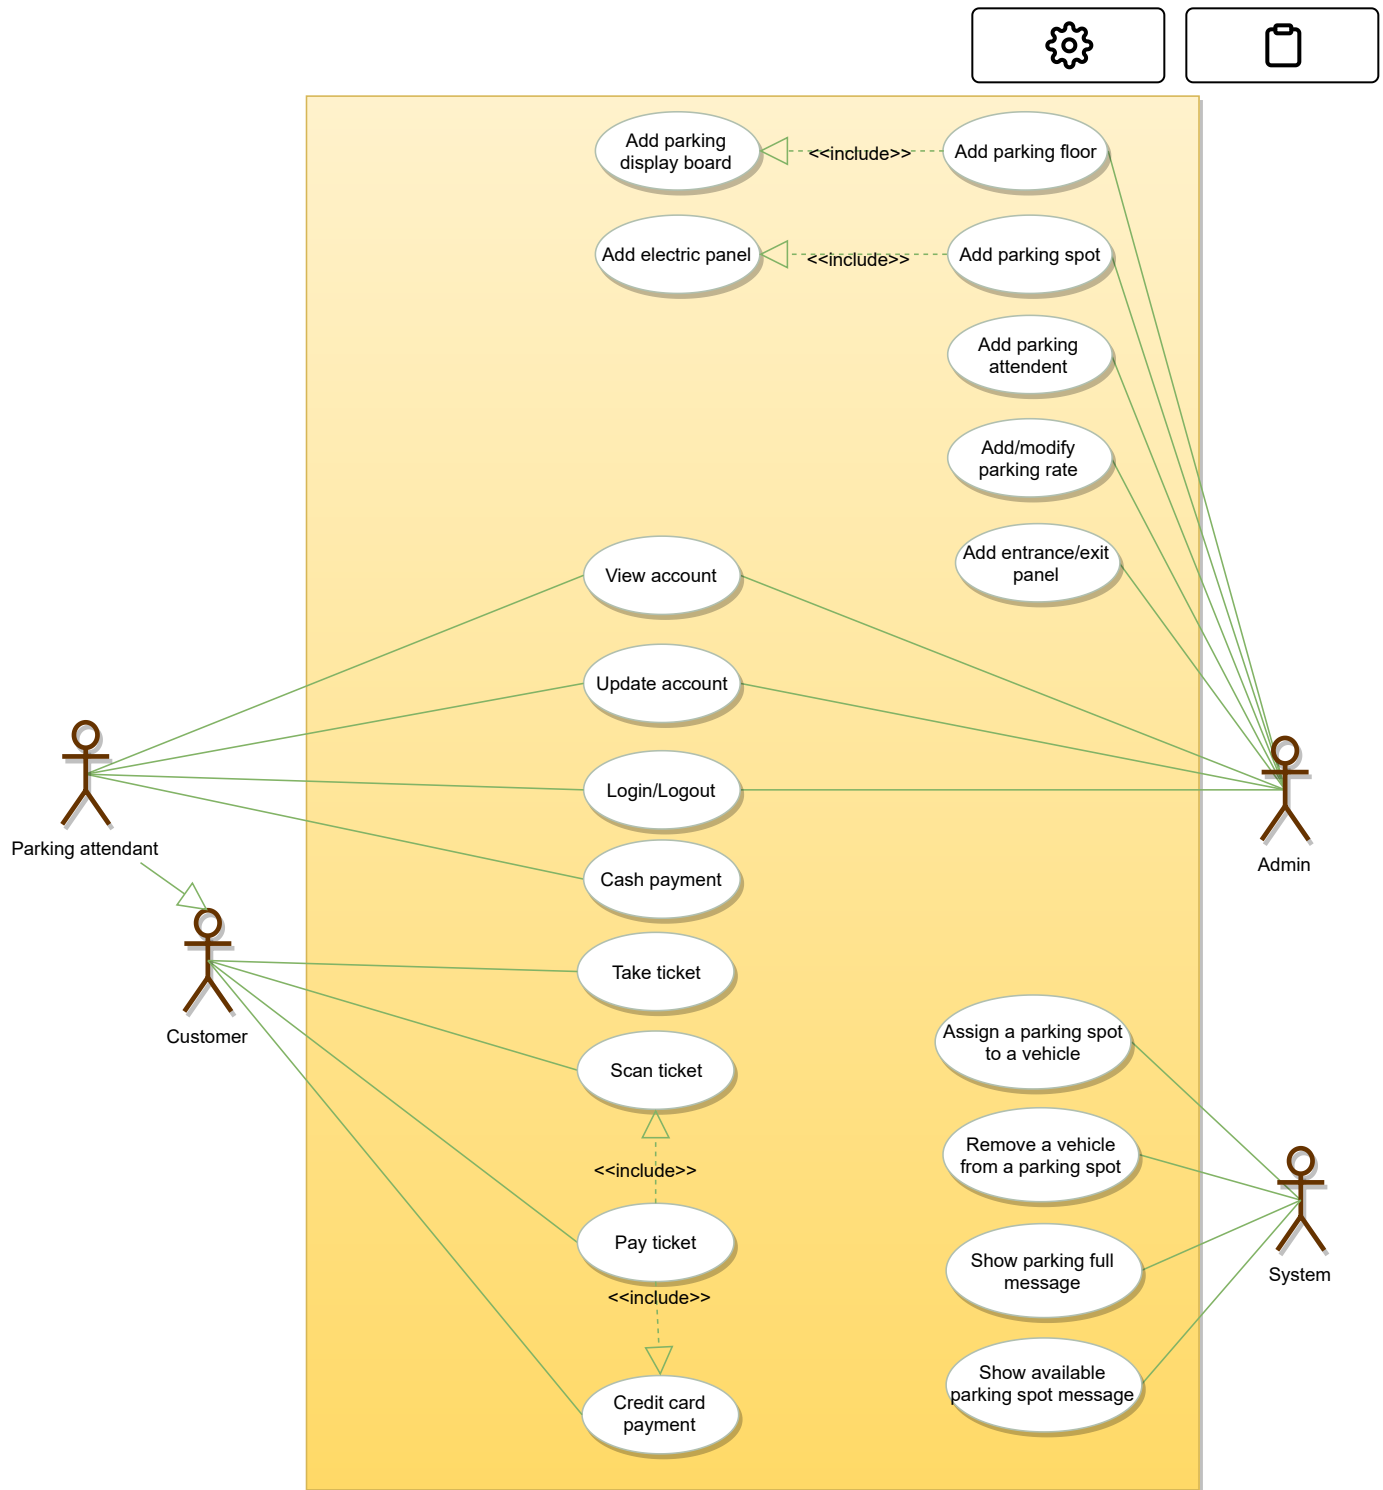 Add parking
display board
<<include>>
Add parking floor
Add electric panel
<<include>>
Add parking spot
Add parking
attendent
Add/modify
parking rate
Add entrance/exit
panel
View account
Update account
Login/Logout
Cash payment
Parking attendant
Admin
Take ticket
Customer
Scan ticket
Assign a parking spot
to a vehicle
<<include>>
Remove a vehicle
from a parking spot
Pay ticket
Show parking full
message
System
<<include>>
Credit card
payment
Show available
parking spot message